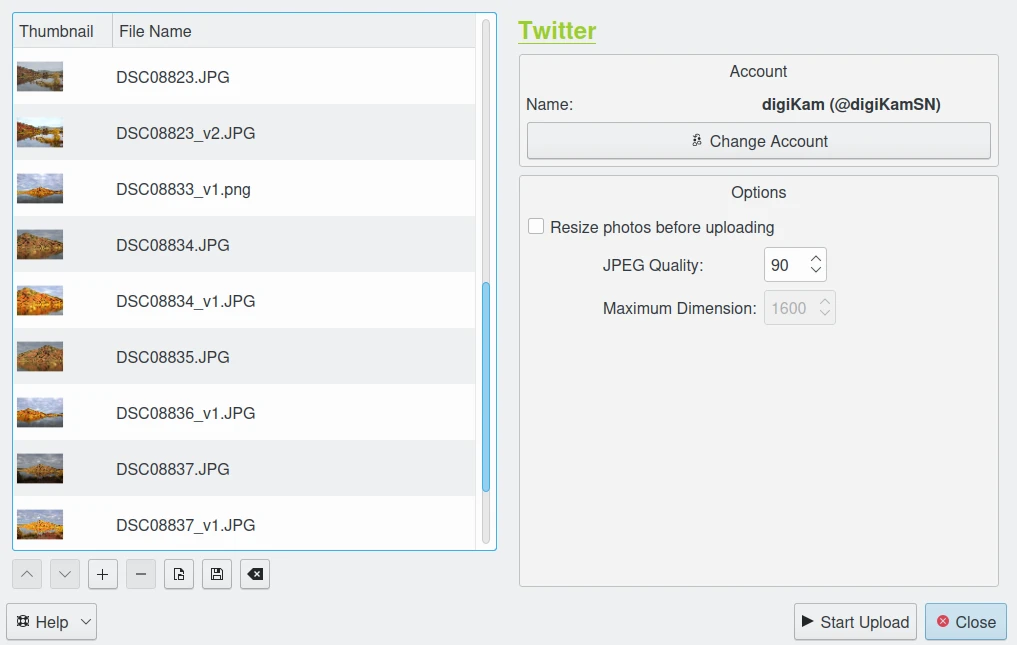 Thumbnail File Name
DSC08823.JPG
DSC08823_v2.JPG
DSC08833_v1.png
DSC08834.JPG
DSC08834_v1.JPG
DSC08835.JPG
DSC08836_v1.JPG
DSC08837.JPG
DSC08837_v1.JPG
Twitter
Account
Name: digiKam (@digiKamSN)
Change Account
Options
Resize photos before uploading
JPEG Quality: 90
Maximum Dimension: 1600
Help
Start Upload
Close